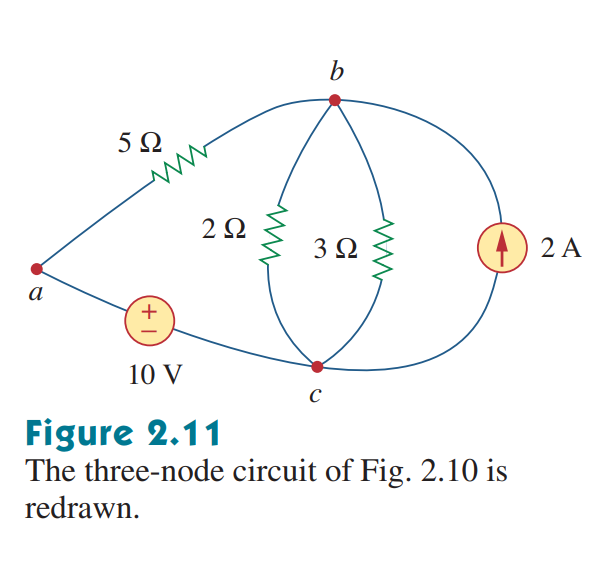 b
5 Ω
2 Ω
3 Ω
2 A
a
+
−
10 V
c
Figure 2.11
The three-node circuit of Fig. 2.10 is
redrawn.